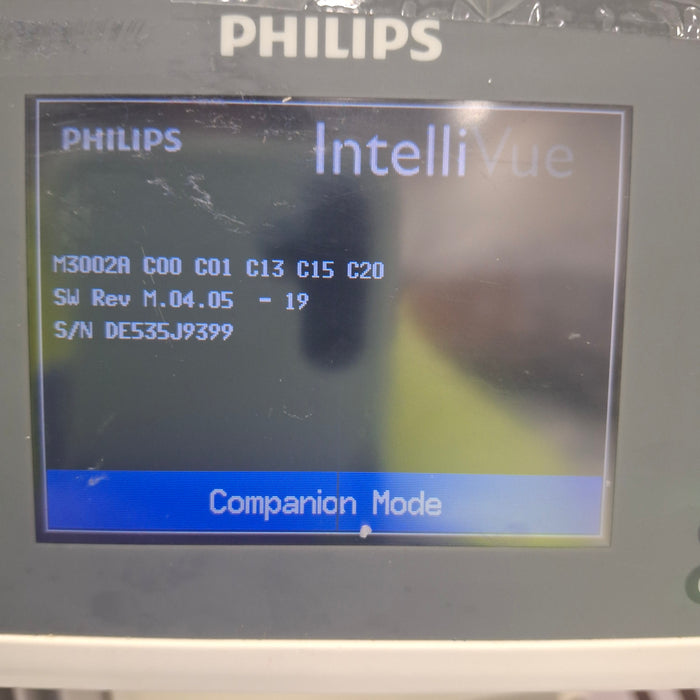 PHILIPS
PHILIPS
IntelliVue
M3002A C00 C01 C13 C15 C20
SW Rev M.04.05 - 19
S/N DE535J9399
Companion Mode